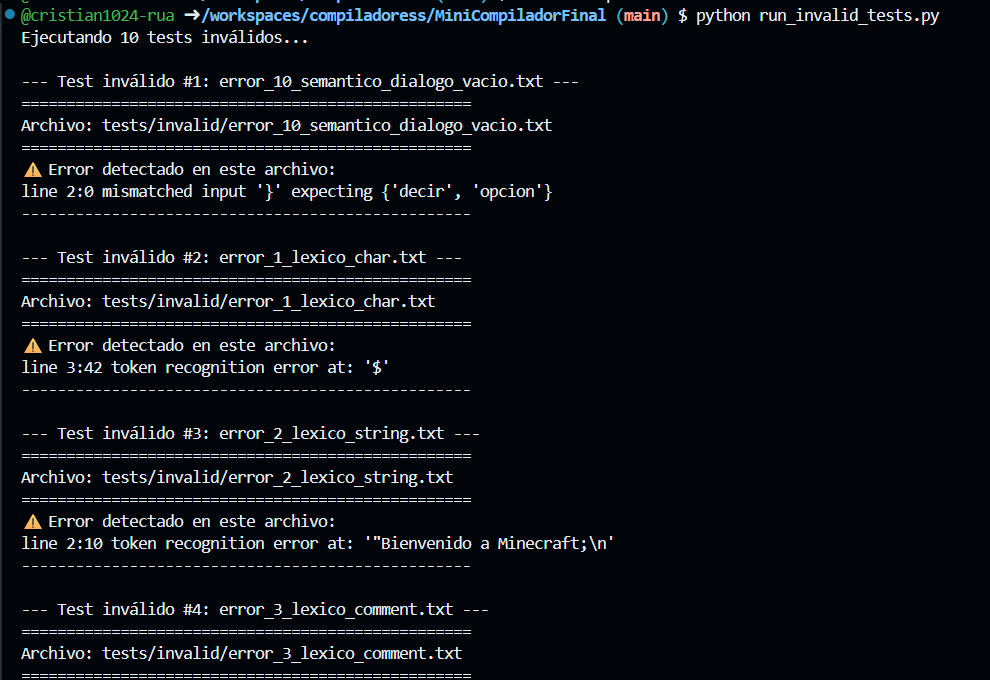 @cristian1024-rua →/workspaces/compiladoress/MiniCompiladorFinal (main) $ python run_invalid_tests.py
Ejecutando 10 tests inválidos...
--- Test inválido #1: error_10_semantico_dialogo_vacio.txt ---
==================================================
Archivo: tests/invalid/error_10_semantico_dialogo_vacio.txt
==================================================
⚠️ Error detectado en este archivo:
line 2:0 mismatched input '}' expecting {'decir', 'opcion'}
--------------------------------------------------
--- Test inválido #2: error_1_lexico_char.txt ---
==================================================
Archivo: tests/invalid/error_1_lexico_char.txt
==================================================
⚠️ Error detectado en este archivo:
line 3:42 token recognition error at: '$'
--------------------------------------------------
--- Test inválido #3: error_2_lexico_string.txt ---
==================================================
Archivo: tests/invalid/error_2_lexico_string.txt
==================================================
⚠️ Error detectado en este archivo:
line 2:10 token recognition error at: '"Bienvenido a Minecraft;\n'
--------------------------------------------------
--- Test inválido #4: error_3_lexico_comment.txt ---
==================================================
Archivo: tests/invalid/error_3_lexico_comment.txt
==================================================